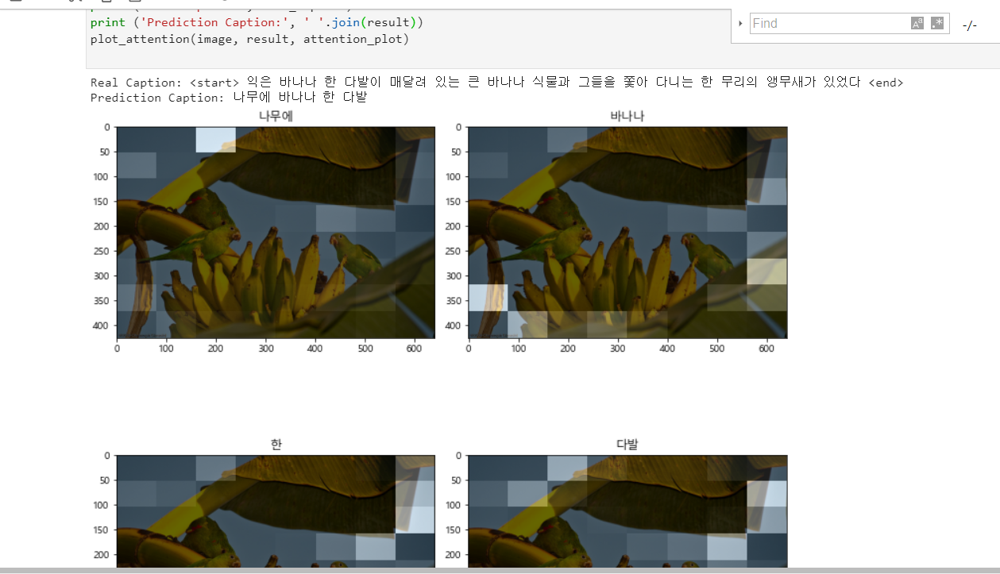 print ('Prediction Caption:', ' '.join(result))
plot_attention(image, result, attention_plot)
Find
-/-
Real Caption: <start> 익은 바나나 한 다발이 매달려 있는 큰 바나나 식물과 그들을 쫓아 다니는 한 무리의 앵무새가 있었다 <end>
Prediction Caption: 나무에 바나나 한 다발
나무에
0
50
100
150
200
250
300
350
400
0 100 200 300 400 500 600
바나나
0
50
100
150
200
250
300
350
400
0 100 200 300 400 500 600
한
0
50
100
150
200
다발
0
50
100
150
200